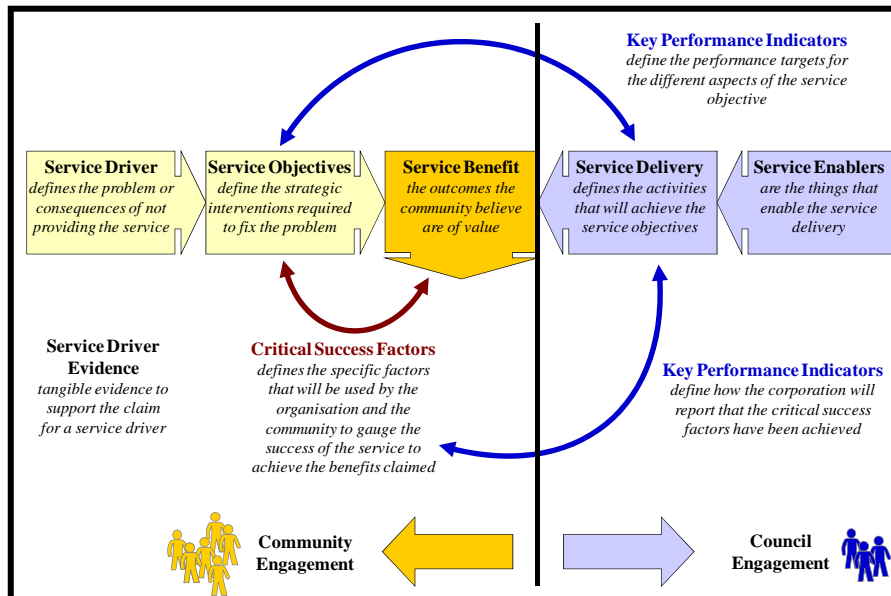 Key Performance Indicators
define the performance targets for
the different aspects of the service
objective
Service Driver
defines the problem or
consequences of not
providing the service
Service Objectives
define the strategic
interventions required
to fix the problem
Service Benefit
the outcomes the
community believe
are of value
Service Delivery
defines the activities
that will achieve the
service objectives
Service Enablers
are the things that
enable the service
delivery
Service Driver
Evidence
tangible evidence to
support the claim
for a service driver
Critical Success Factors
defines the specific factors
that will be used by the
organisation and the
community to gauge the
success of the service to
achieve the benefits claimed
Key Performance Indicators
define how the corporation will
report that the critical success
factors have been achieved
Community
Engagement
Council
Engagement